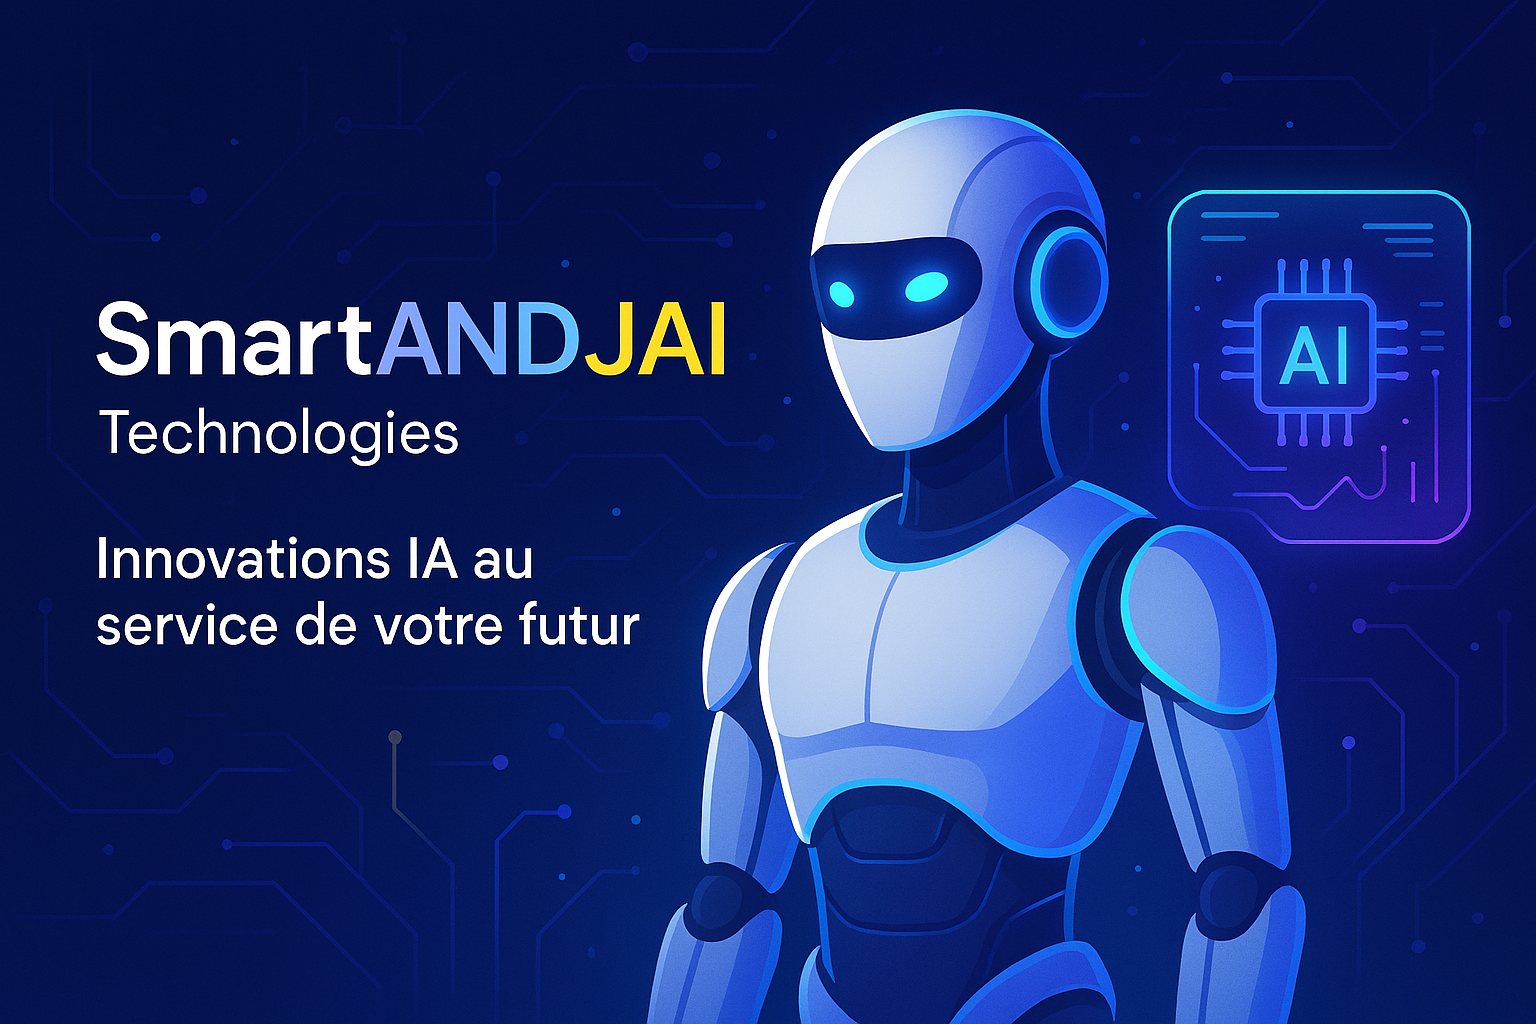 SmartANDJAI
Technologies
Innovations IA au
service de votre futur
AI